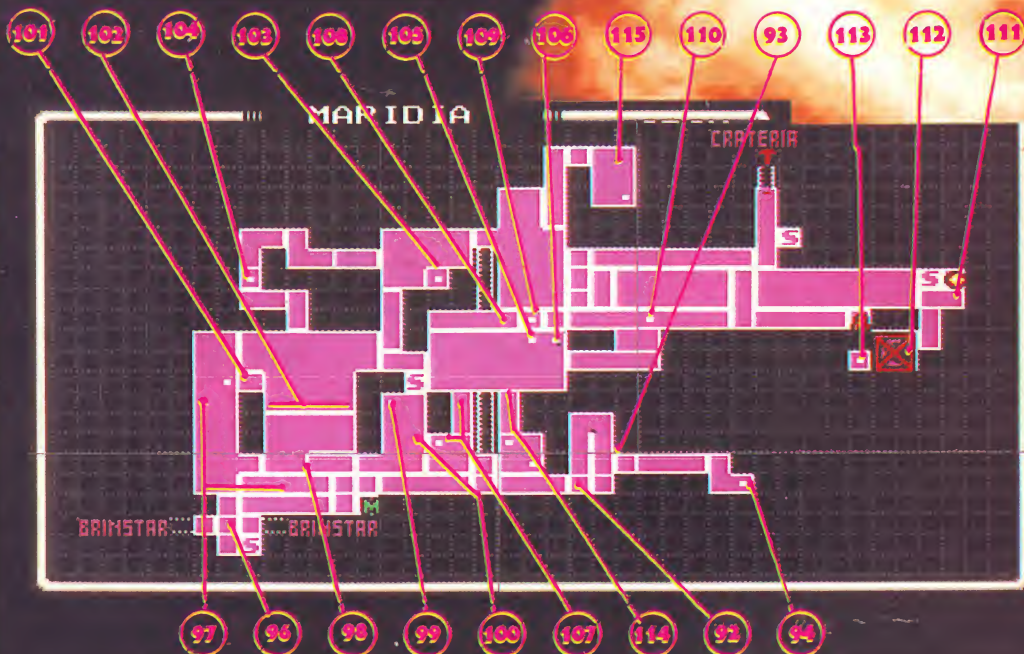 101 102 104 103 108 105 109 106 115 110 93 113 112 111
MARIDIA
CRATERIA
S
S
S
M
BRINSTAR BRINSTAR
S
97 96 98 99 100 107 114 92 94